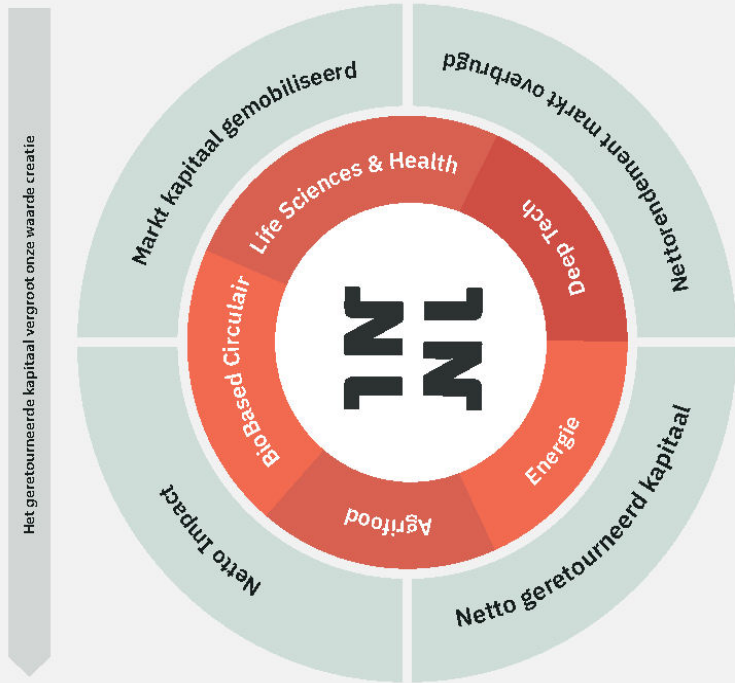 Het geretourneerde kapitaal vergroot onze waarde creatie
Markt kapitaal gemobiliseerd
Nettorendement markt overbrugd
Netto geretourneerd kapitaal
Netto Impact
Life Sciences & Health
Deep Tech
Energie
Agrifood
BioBased Circulair